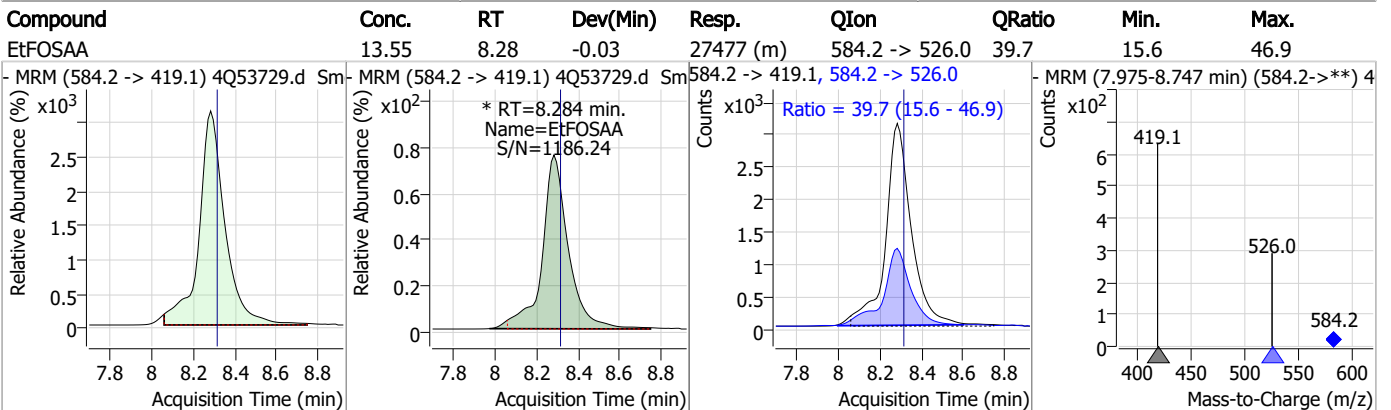 Compound Conc. RT Dev(Min) Resp. QIon QRatio Min. Max.
EtFOSAA 13.55 8.28 -0.03 27477 (m) 584.2 -> 526.0 39.7 15.6 46.9
- MRM (584.2 -> 419.1) 4Q53729.d Sm
Relative Abundance (%)
x10³
2.5
2
1.5
1
0.5
0
7.8 8 8.2 8.4 8.6 8.8
Acquisition Time (min)
- MRM (584.2 -> 419.1) 4Q53729.d Sm
Relative Abundance (%)
x10²
* RT=8.284 min.
Name=EtFOSAA
S/N=1186.24
0.8
0.6
0.4
0.2
0
7.8 8 8.2 8.4 8.6 8.8
Acquisition Time (min)
584.2 -> 419.1, 584.2 -> 526.0
Counts
x10³
Ratio = 39.7 (15.6 - 46.9)
2.5
2
1.5
1
0.5
0
7.8 8 8.2 8.4 8.6 8.8
Acquisition Time (min)
- MRM (7.975-8.747 min) (584.2->**) 4
Counts
x10²
419.1
526.0
584.2
6
5
4
3
2
1
0
400 450 500 550 600
Mass-to-Charge (m/z)